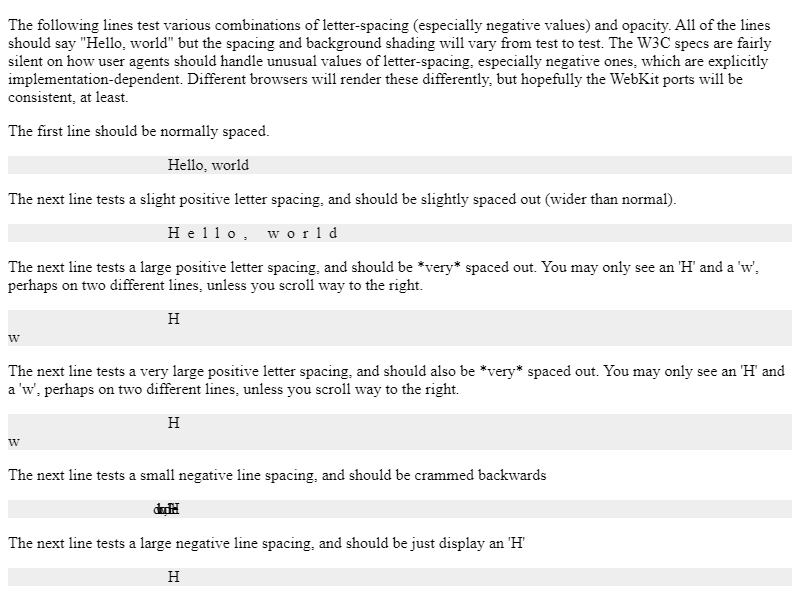 The following lines test various combinations of letter-spacing (especially negative values) and opacity. All of the lines
should say "Hello, world" but the spacing and background shading will vary from test to test. The W3C specs are fairly
silent on how user agents should handle unusual values of letter-spacing, especially negative ones, which are explicitly
implementation-dependent. Different browsers will render these differently, but hopefully the WebKit ports will be
consistent, at least.
The first line should be normally spaced.
Hello, world
The next line tests a slight positive letter spacing, and should be slightly spaced out (wider than normal).
H e l l o ,   w o r l d
The next line tests a large positive letter spacing, and should be *very* spaced out. You may only see an 'H' and a 'w',
perhaps on two different lines, unless you scroll way to the right.
H
w
The next line tests a very large positive letter spacing, and should also be *very* spaced out. You may only see an 'H' and
a 'w', perhaps on two different lines, unless you scroll way to the right.
H
w
The next line tests a small negative line spacing, and should be crammed backwards
The next line tests a large negative line spacing, and should be just display an 'H'
H